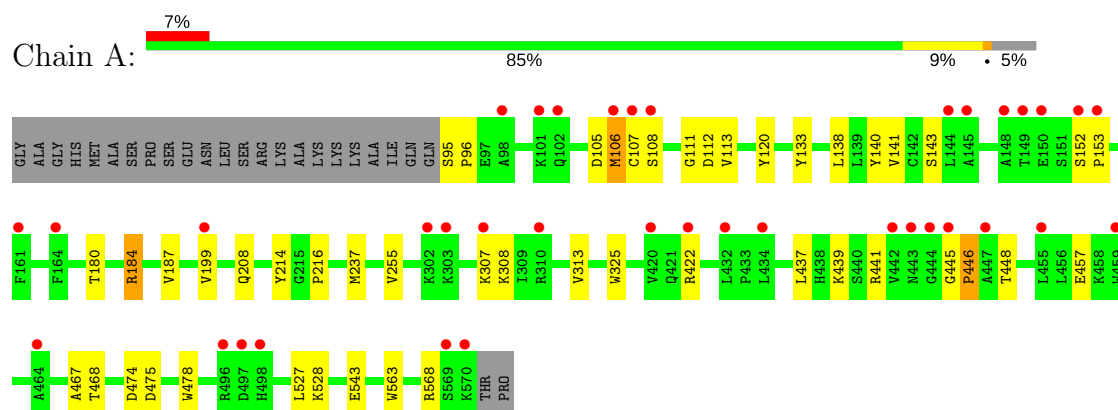 7%
Chain A:
85% 9% • 5%
GLY ALA GLY HIS MET ALA SER PRO SER GLU ASN LEU SER ARG LYS ALA LYS LYS LYS ALA ILE GLN GLN S95 P96 E97 A98 K101 Q102 D105 M106 C107 S108 G111 D112 V113 Y120 Y133 L138 L139 Y140 V141 C142 S143 L144 A145 A148 T149 E150 S151 S152 P153
F161 F164 T180 R184 V187 V199 Q208 Y214 G215 P216 M237 V255 K302 K303 K307 K308 I309 R310 V313 W325 V420 Q421 R422 L432 P433 L434 L437 H438 K439 S440 R441 V442 N443 G444 G445 P446 A447 T448 L455 L456 E457 K458 W459
A464 A467 T468 D474 D475 W478 R496 D497 H498 L527 K528 E543 W563 R568 S569 K570 THR PRO